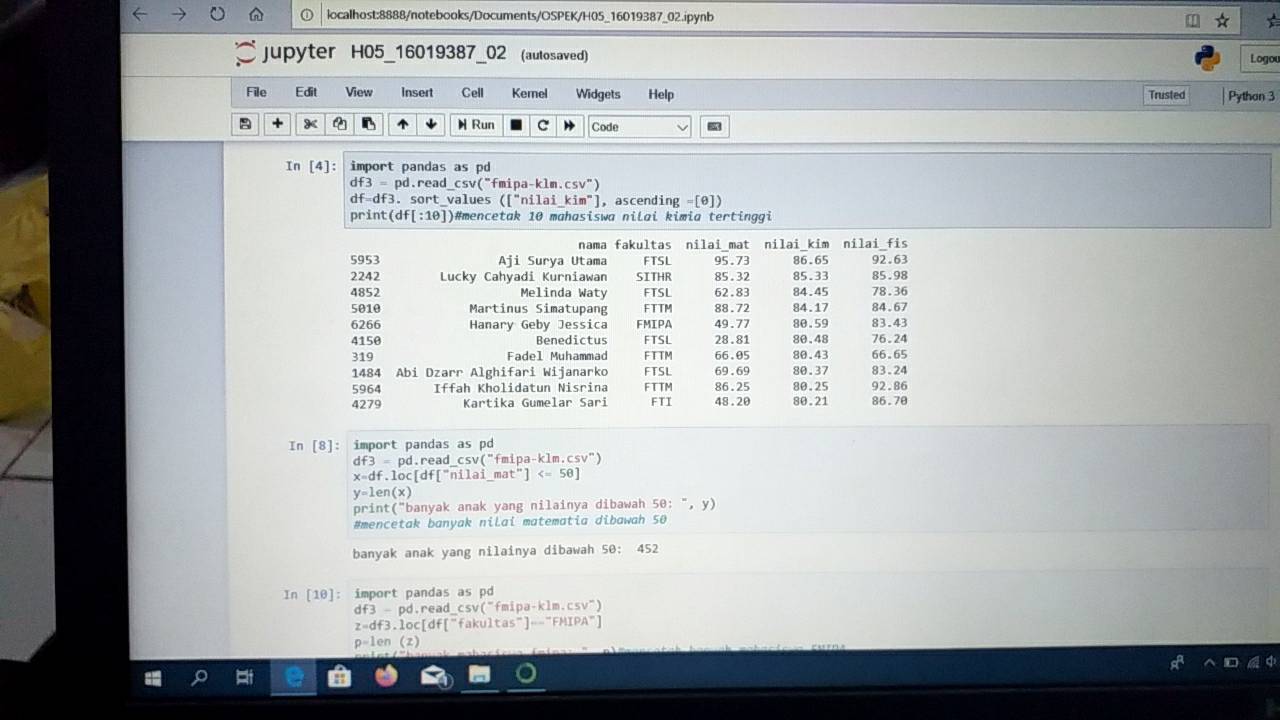 localhost:8888/notebooks/Documents/OSPEK/H05_16019387_02.ipynb
jupyter H05_16019387_02 (autosaved)
Logou
File Edit View Insert Cell Kernel Widgets Help
Trusted Python 3
Run Code
In [4]: import pandas as pd
df3 = pd.read_csv("fmipa-klm.csv")
df=df3. sort_values (["nilai_kim"], ascending =[0])
print(df[:10])#mencetak 10 mahasiswa nilai kimia tertinggi
nama fakultas nilai_mat nilai_kim nilai_fis
5953 Aji Surya Utama FTSL 95.73 86.65 92.63
2242 Lucky Cahyadi Kurniawan SITHR 85.32 85.33 85.98
4852 Melinda Waty FTSL 62.83 84.45 78.36
5010 Martinus Simatupang FTTM 88.72 84.17 84.67
6266 Hanary Geby Jessica FMIPA 49.77 80.59 83.43
4150 Benedictus FTSL 28.81 80.48 76.24
319 Fadel Muhammad FTTM 66.05 80.43 66.65
1484 Abi Dzarr Alghifari Wijanarko FTSL 69.69 80.37 83.24
5964 Iffah Kholidatun Nisrina FTTM 86.25 80.25 92.86
4279 Kartika Gumelar Sari FTI 48.20 80.21 86.70
In [8]: import pandas as pd
df3 = pd.read_csv("fmipa-klm.csv")
x=df.loc[df["nilai_mat"] <= 50]
y=len(x)
print("banyak anak yang nilainya dibawah 50: ", y)
#mencetak banyak nilai matematia dibawah 50
banyak anak yang nilainya dibawah 50: 452
In [10]: import pandas as pd
df3 = pd.read_csv("fmipa-klm.csv")
z=df3.loc[df["fakultas"]=="FMIPA"]
p=len (z)